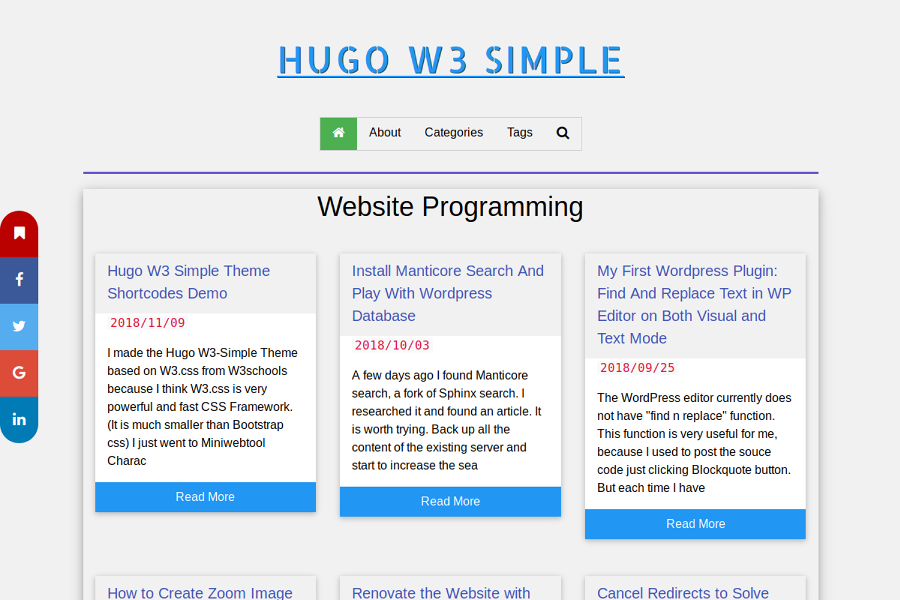 HUGO W3 SIMPLE
About Categories Tags
Website Programming
Hugo W3 Simple Theme
Shortcodes Demo
2018/11/09
I made the Hugo W3-Simple Theme
based on W3.css from W3schools
because I think W3.css is very
powerful and fast CSS Framework.
(It is much smaller than Bootstrap
css) I just went to Miniwebtool
Charac
Read More
Install Manticore Search And
Play With Wordpress
Database
2018/10/03
A few days ago I found Manticore
search, a fork of Sphinx search. I
researched it and found an article. It
is worth trying. Back up all the
content of the existing server and
start to increase the sea
Read More
My First Wordpress Plugin:
Find And Replace Text in WP
Editor on Both Visual and
Text Mode
2018/09/25
The WordPress editor currently does
not have "find n replace" function.
This function is very useful for me,
because I used to post the souce
code just clicking Blockquote button.
But each time I have
Read More
How to Create Zoom Image
Renovate the Website with
Cancel Redirects to Solve